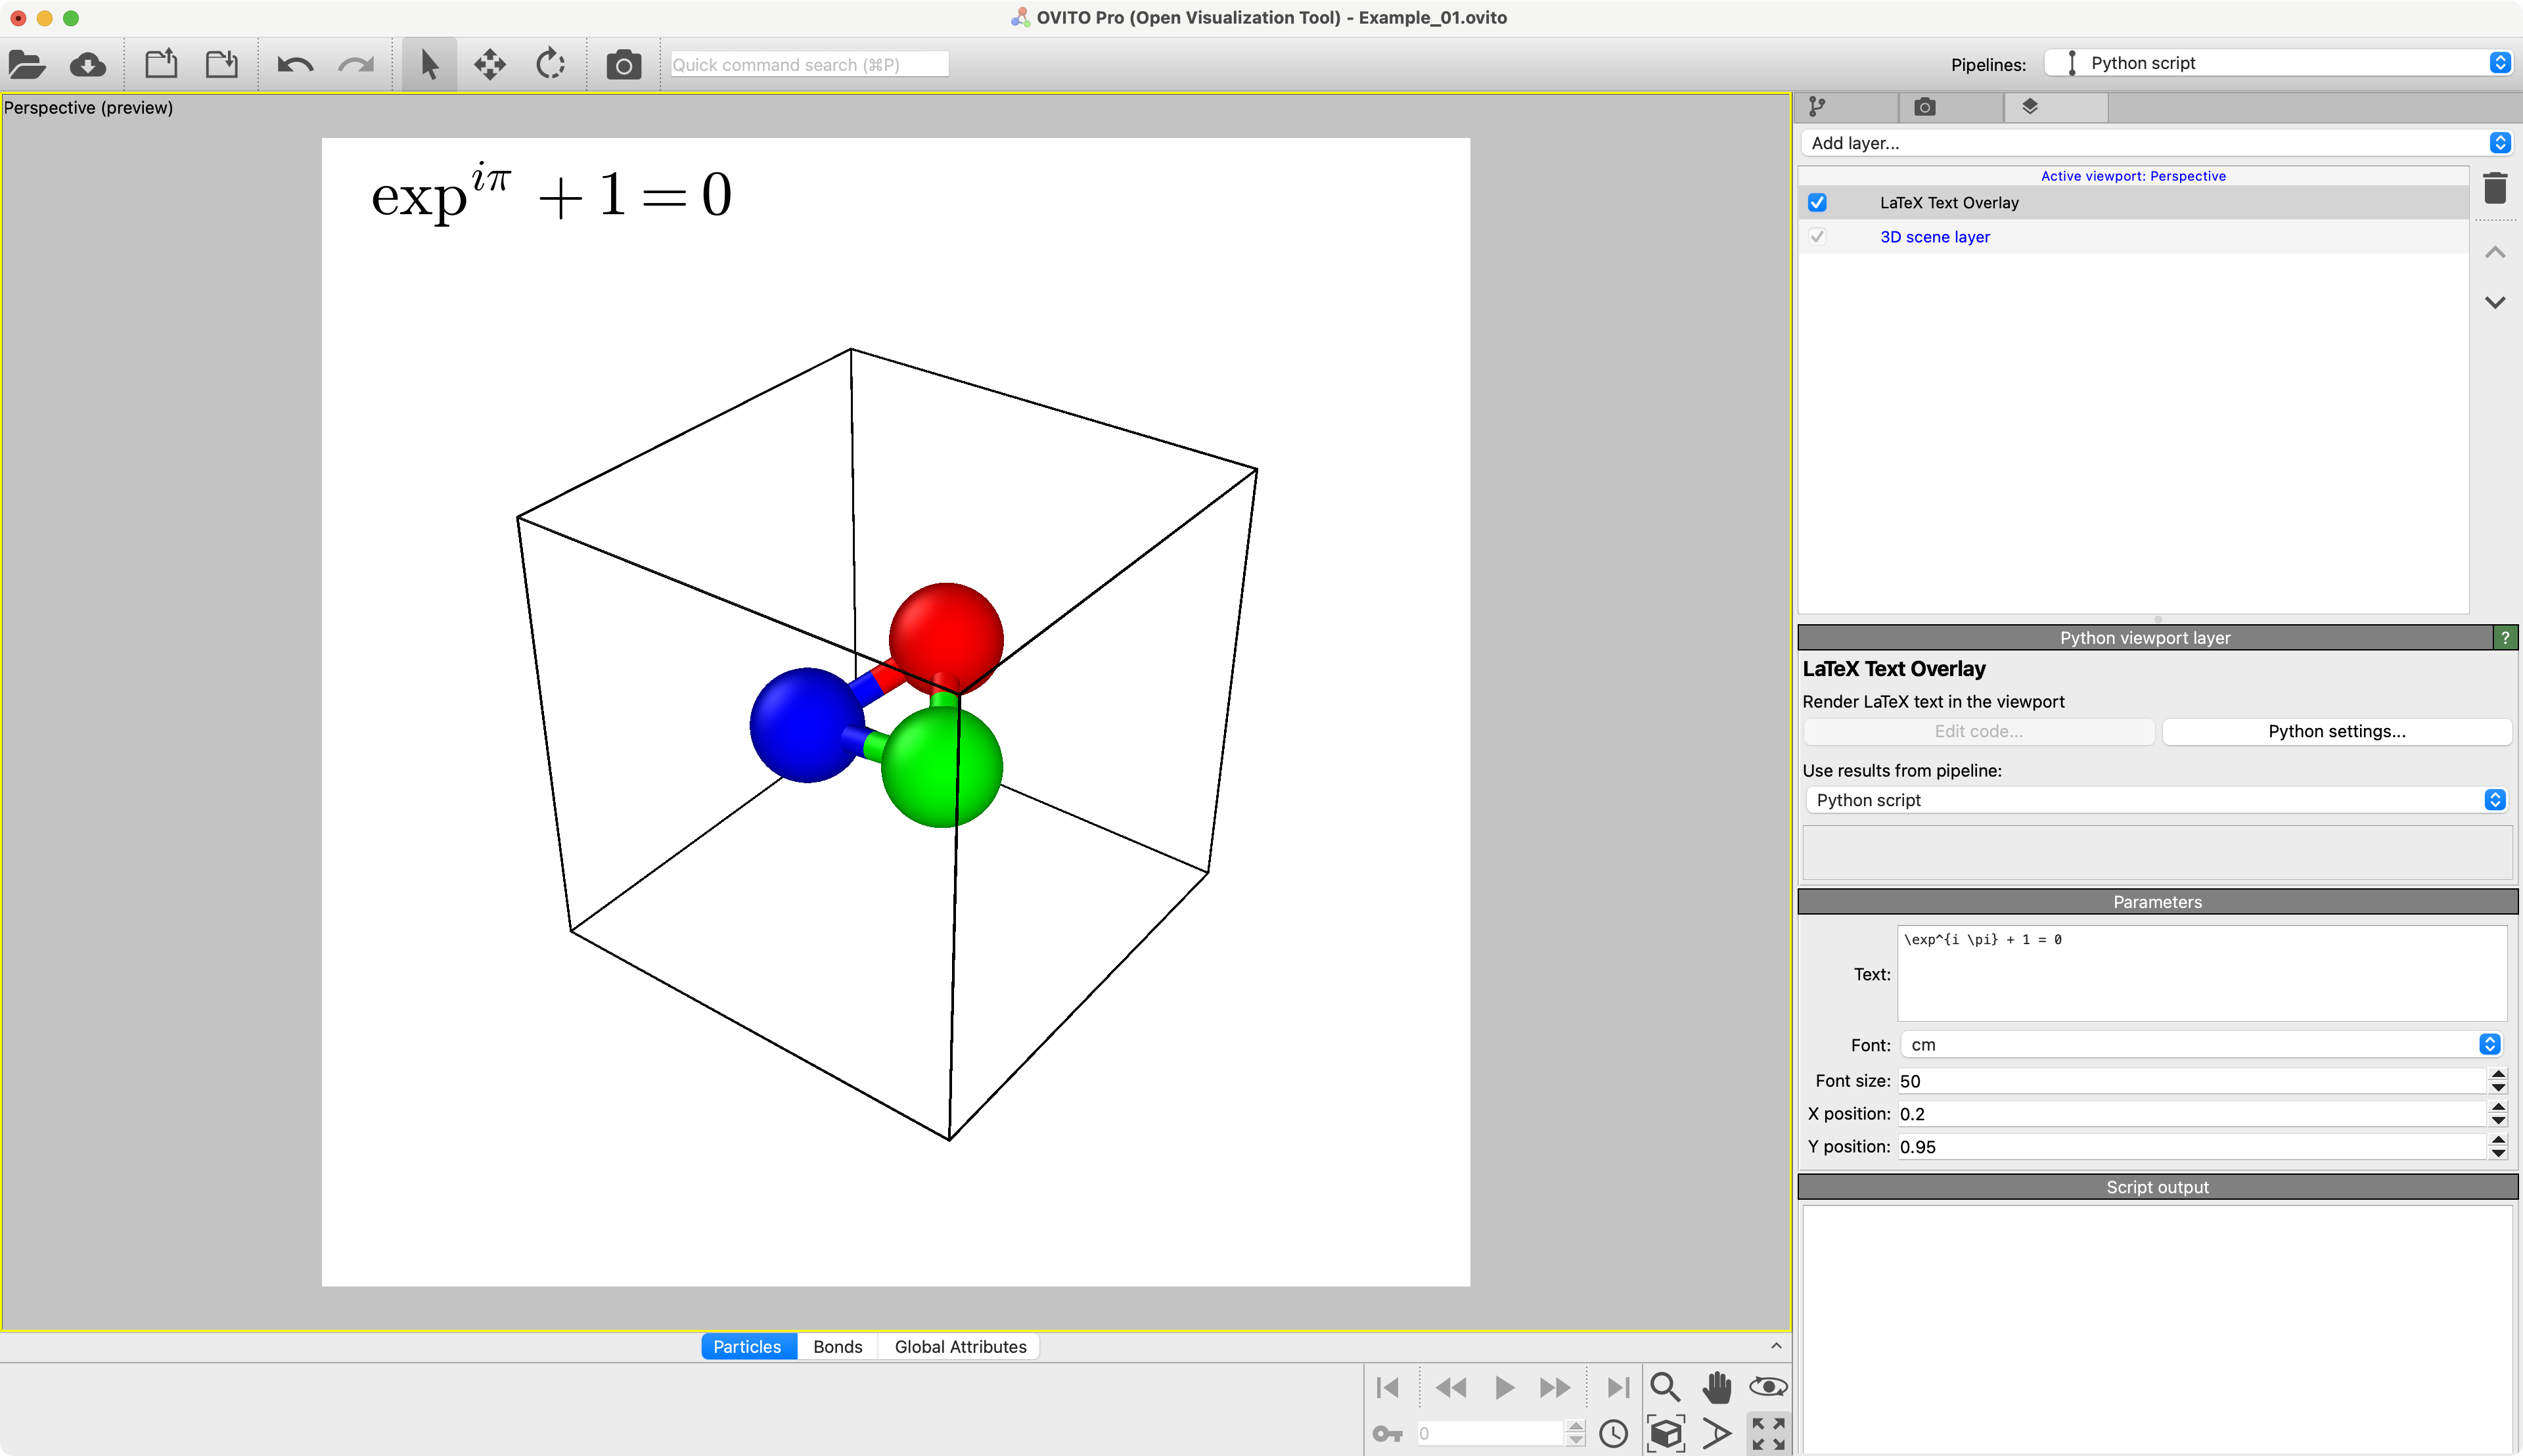 OVITO Pro (Open Visualization Tool) - Example_01.ovito
Quick command search (⌘P)
Pipelines: Python script
Perspective (preview)
exp^{iπ} + 1 = 0
Add layer...
Active viewport: Perspective
LaTeX Text Overlay
3D scene layer
Python viewport layer ?
LaTeX Text Overlay
Render LaTeX text in the viewport
Edit code... Python settings...
Use results from pipeline:
Python script
Parameters
Text: \exp^{i \pi} + 1 = 0
Font: cm
Font size: 50
X position: 0.2
Y position: 0.95
Script output
Particles Bonds Global Attributes
0